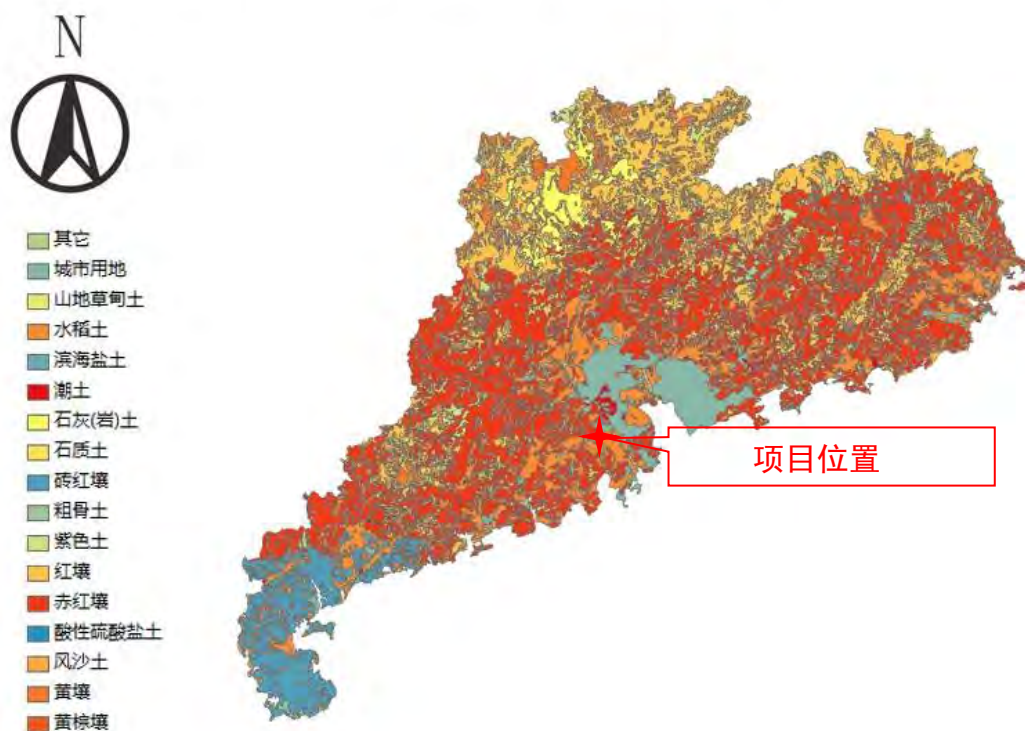 N
其它
城市用地
山地草甸土
水稻土
滨海盐土
潮土
石灰(岩)土
石质土
砖红壤
粗骨土
紫色土
红壤
赤红壤
酸性硫酸盐土
风沙土
黄壤
黄棕壤
项目位置